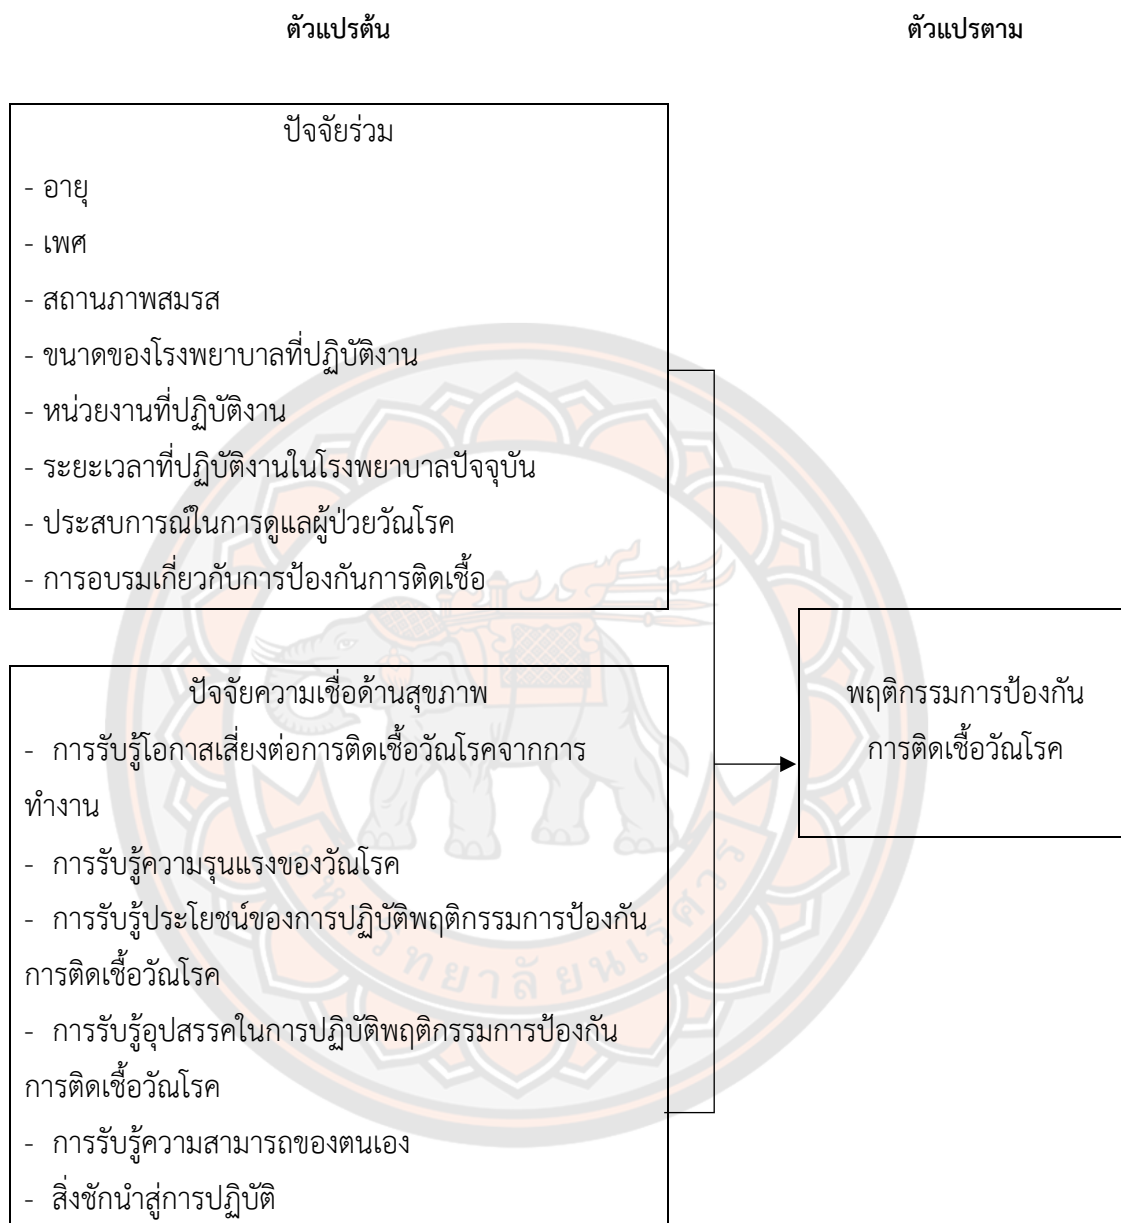 ตัวแปรต้น
ตัวแปรตาม
ปัจจัยร่วม
- อายุ
- เพศ
- สถานภาพสมรส
- ขนาดของโรงพยาบาลที่ปฏิบัติงาน
- หน่วยงานที่ปฏิบัติงาน
- ระยะเวลาที่ปฏิบัติงานในโรงพยาบาลปัจจุบัน
- ประสบการณ์ในการดูแลผู้ป่วยวัณโรค
- การอบรมเกี่ยวกับการป้องกันการติดเชื้อ
ปัจจัยความเชื่อด้านสุขภาพ
- การรับรู้โอกาสเสี่ยงต่อการติดเชื้อวัณโรคจากการ
ทำงาน
- การรับรู้ความรุนแรงของวัณโรค
- การรับรู้ประโยชน์ของการปฏิบัติพฤติกรรมการป้องกัน
การติดเชื้อวัณโรค
- การรับรู้อุปสรรคในการปฏิบัติพฤติกรรมการป้องกัน
การติดเชื้อวัณโรค
- การรับรู้ความสามารถของตนเอง
- สิ่งชักนำสู่การปฏิบัติ
พฤติกรรมการป้องกัน
การติดเชื้อวัณโรค